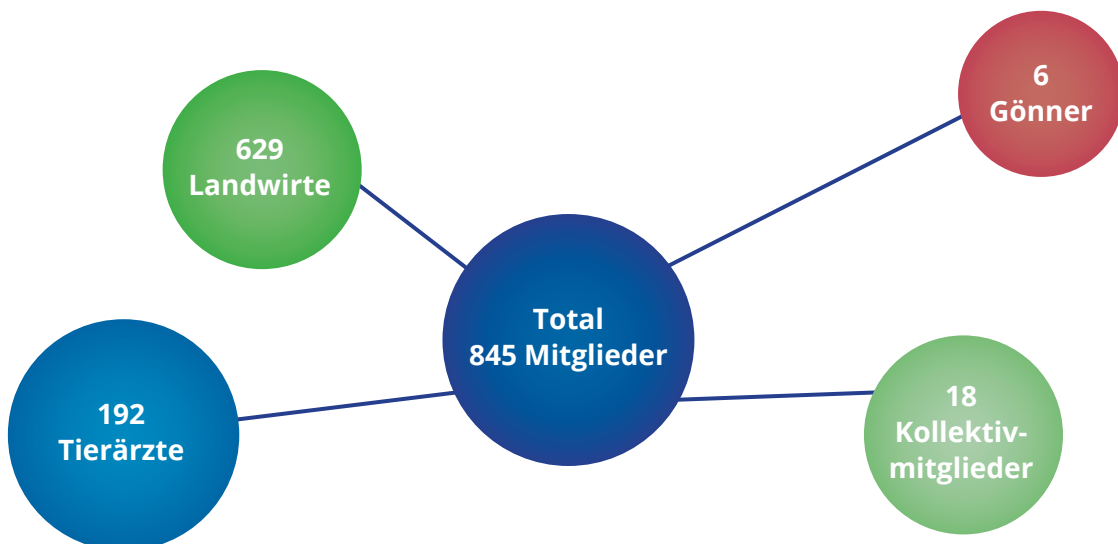 6
Gönner
629
Landwirte
Total
845 Mitglieder
192
Tierärzte
18
Kollektiv-
mitglieder